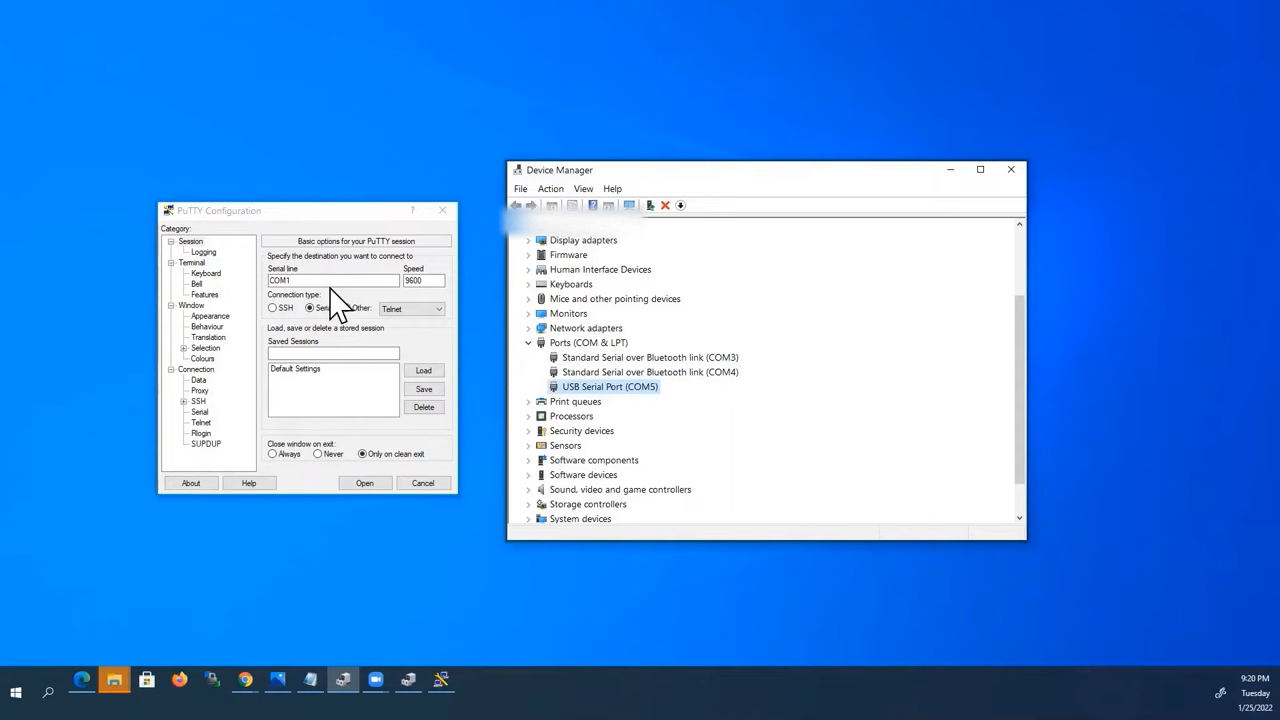 PuTTY Configuration
?
Category:
Session
Logging
Terminal
Keyboard
Bell
Features
Window
Appearance
Behaviour
Translation
Selection
Colours
Connection
Data
Proxy
SSH
Serial
Telnet
Rlogin
SUPDUP
Basic options for your PuTTY session
Specify the destination you want to connect to
Serial line
Speed
COM1
9600
Connection type:
SSH
Other:
Telnet
Load, save or delete a stored session
Saved Sessions
Default Settings
Load
Save
Delete
Close window on exit:
Always
Never
Only on clean exit
About
Help
Open
Cancel
Device Manager
File Action View Help
Display adapters
Firmware
Human Interface Devices
Keyboards
Mice and other pointing devices
Monitors
Network adapters
Ports (COM & LPT)
Standard Serial over Bluetooth link (COM3)
Standard Serial over Bluetooth link (COM4)
USB Serial Port (COM5)
Print queues
Processors
Security devices
Sensors
Software components
Software devices
Sound, video and game controllers
Storage controllers
System devices
9:20 PM
Tuesday
1/25/2022